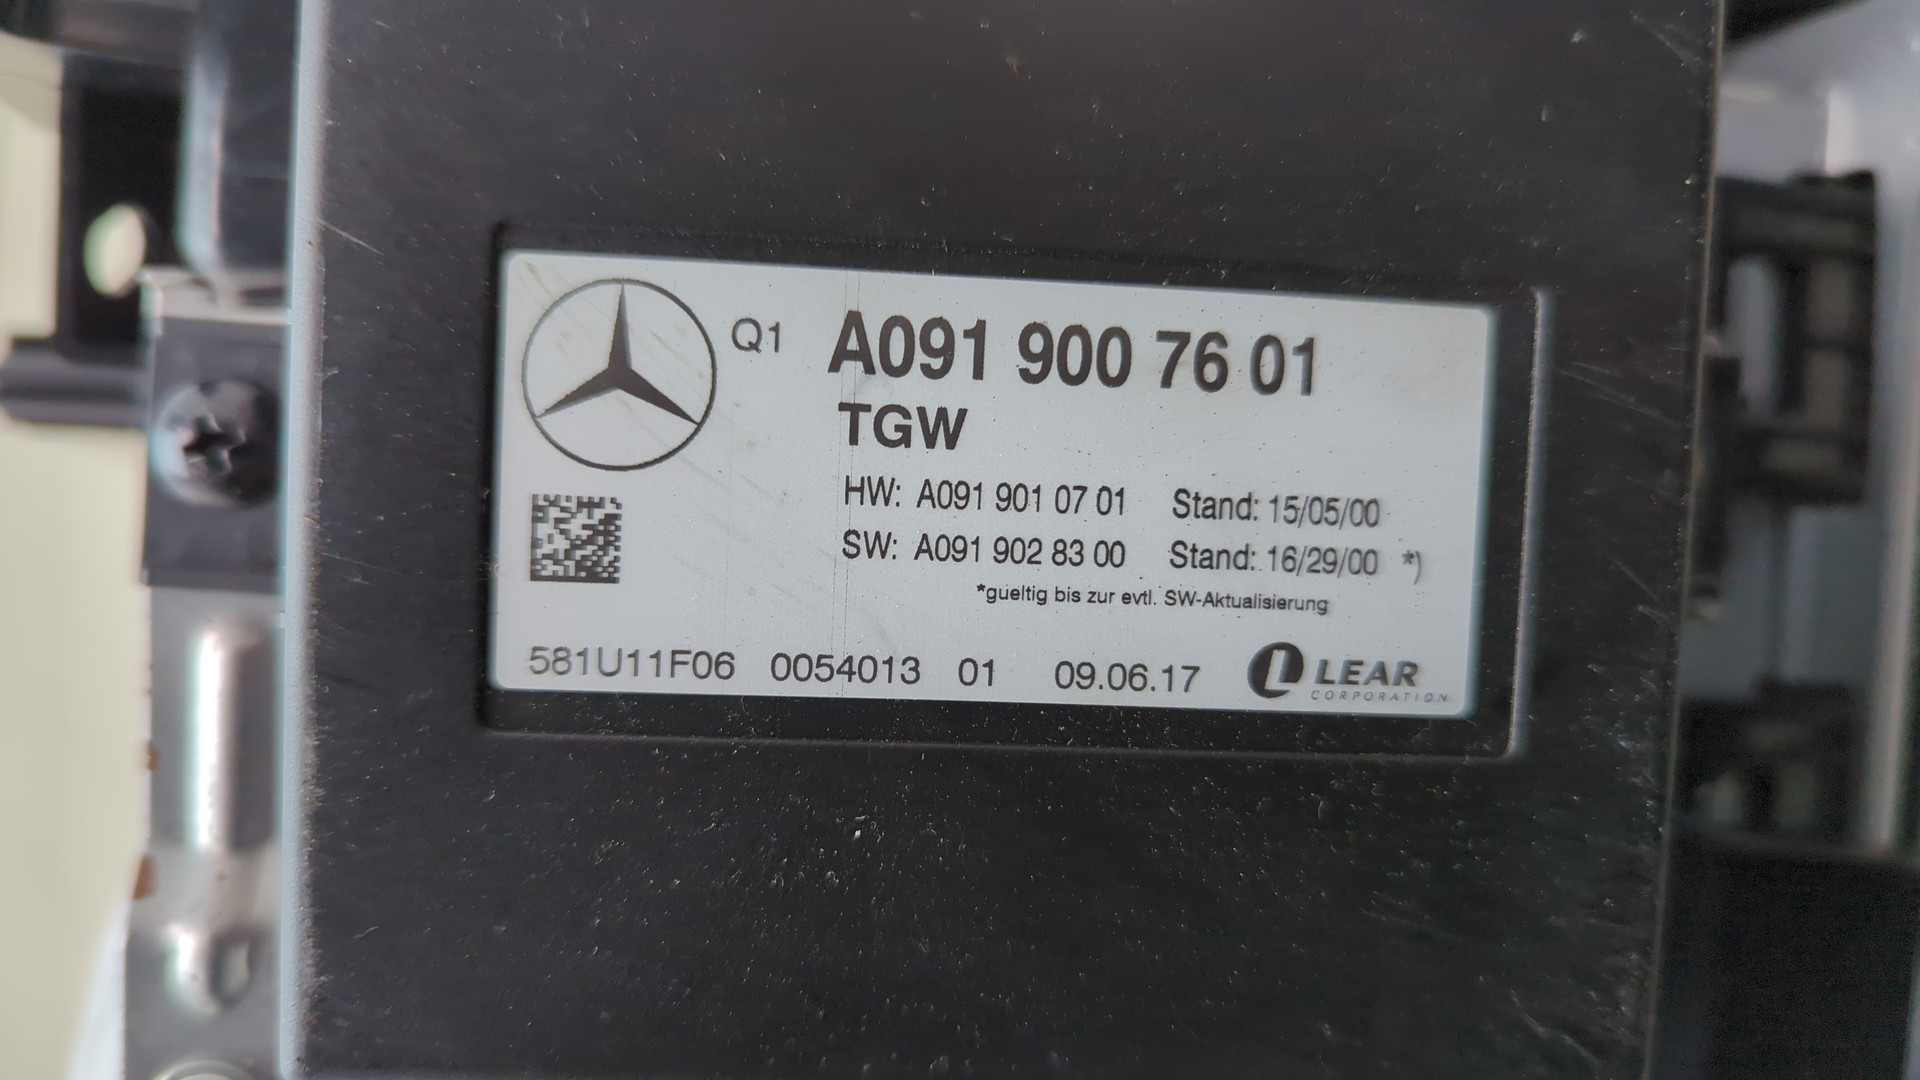 Q1 A091 900 76 01
TGW
HW: A091 901 07 01 Stand: 15/05/00
SW: A091 902 83 00 Stand: 16/29/00 *)
*gueltig bis zur evtl. SW-Aktualisierung
581U11F06 0054013 01 09.06.17 LEAR
CORPORATION